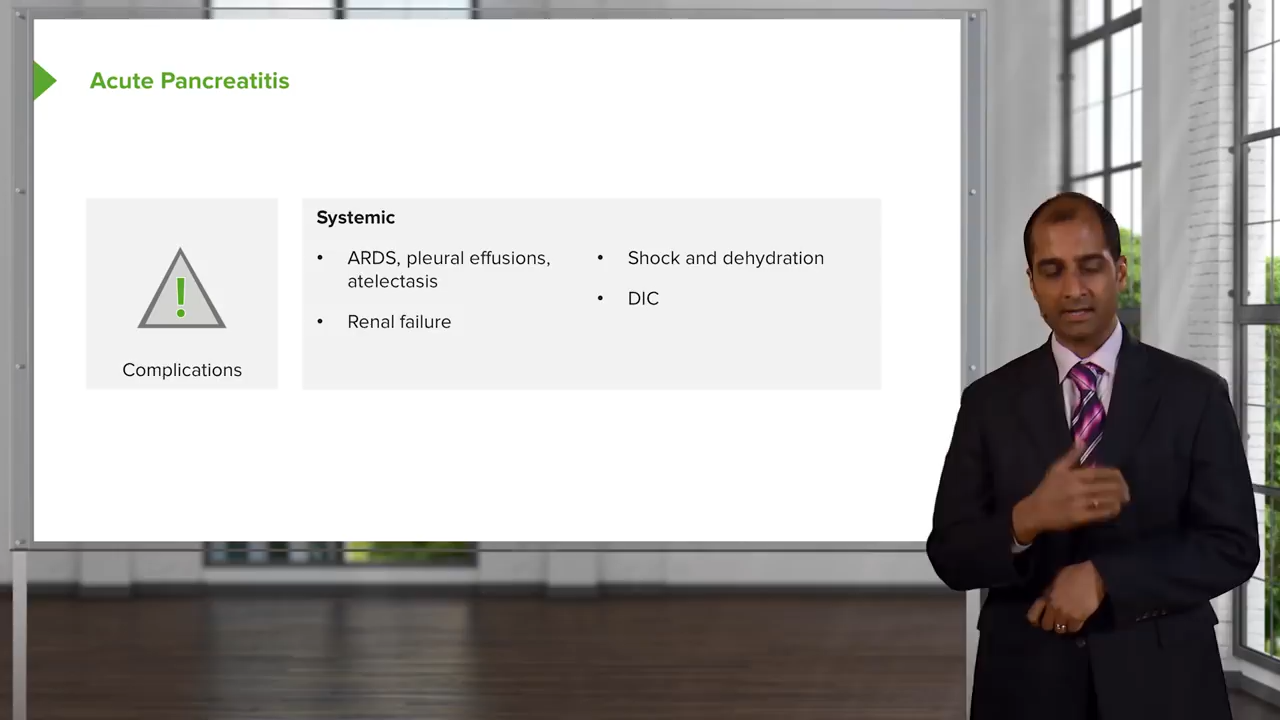 Acute Pancreatitis
Complications
Systemic
• ARDS, pleural effusions,
atelectasis
• Renal failure
• Shock and dehydration
• DIC